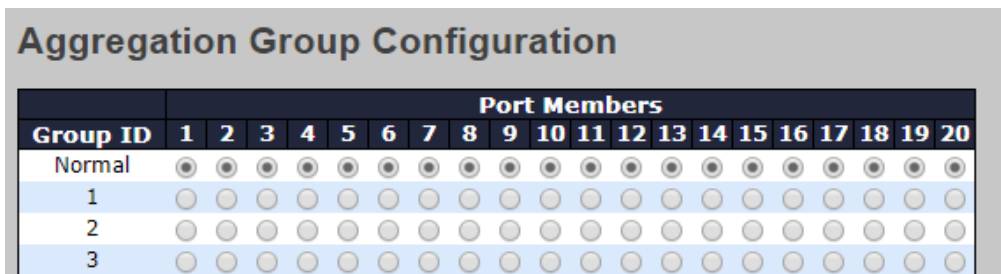 Aggregation Group Configuration
Port Members
Group ID 1 2 3 4 5 6 7 8 9 10 11 12 13 14 15 16 17 18 19 20
Normal
1
2
3